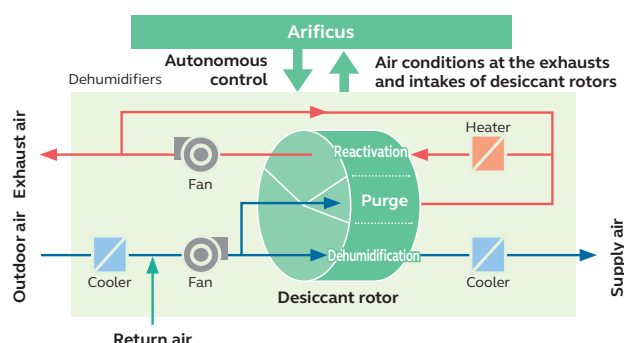 Arificus
Autonomous
control
Air conditions at the exhausts
and intakes of desiccant rotors
Dehumidifiers
Exhaust air
Fan
Reactivation
Heater
Purge
Outdoor air
Cooler
Fan
Dehumidification
Cooler
Supply air
Desiccant rotor
Return air